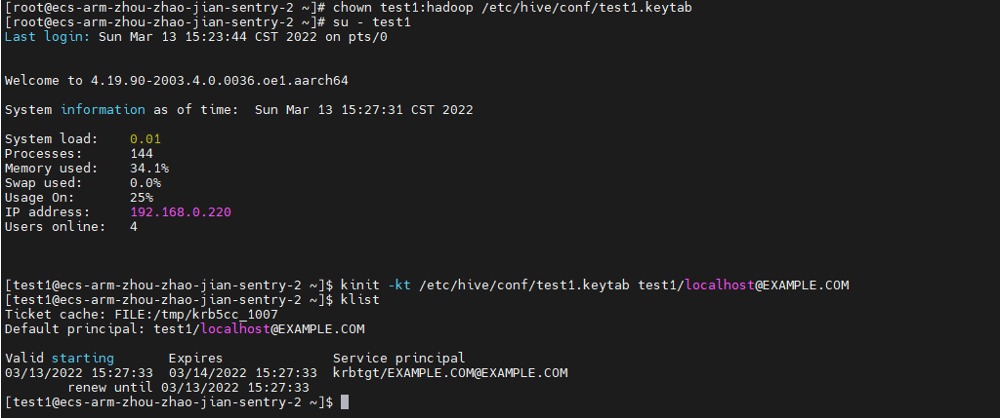 [root@ecs-arm-zhou-zhao-jian-sentry-2 ~]# chown test1:hadoop /etc/hive/conf/test1.keytab
[root@ecs-arm-zhou-zhao-jian-sentry-2 ~]# su - test1
Last login: Sun Mar 13 15:23:44 CST 2022 on pts/0
Welcome to 4.19.90-2003.4.0.0036.oe1.aarch64
System information as of time:  Sun Mar 13 15:27:31 CST 2022
System load:    0.01
Processes:      144
Memory used:    34.1%
Swap used:      0.0%
Usage On:       25%
IP address:     192.168.0.220
Users online:   4
[test1@ecs-arm-zhou-zhao-jian-sentry-2 ~]$ kinit -kt /etc/hive/conf/test1.keytab test1/localhost@EXAMPLE.COM
[test1@ecs-arm-zhou-zhao-jian-sentry-2 ~]$ klist
Ticket cache: FILE:/tmp/krb5cc_1007
Default principal: test1/localhost@EXAMPLE.COM
Valid starting       Expires              Service principal
03/13/2022 15:27:33  03/14/2022 15:27:33  krbtgt/EXAMPLE.COM@EXAMPLE.COM
        renew until 03/13/2022 15:27:33
[test1@ecs-arm-zhou-zhao-jian-sentry-2 ~]$